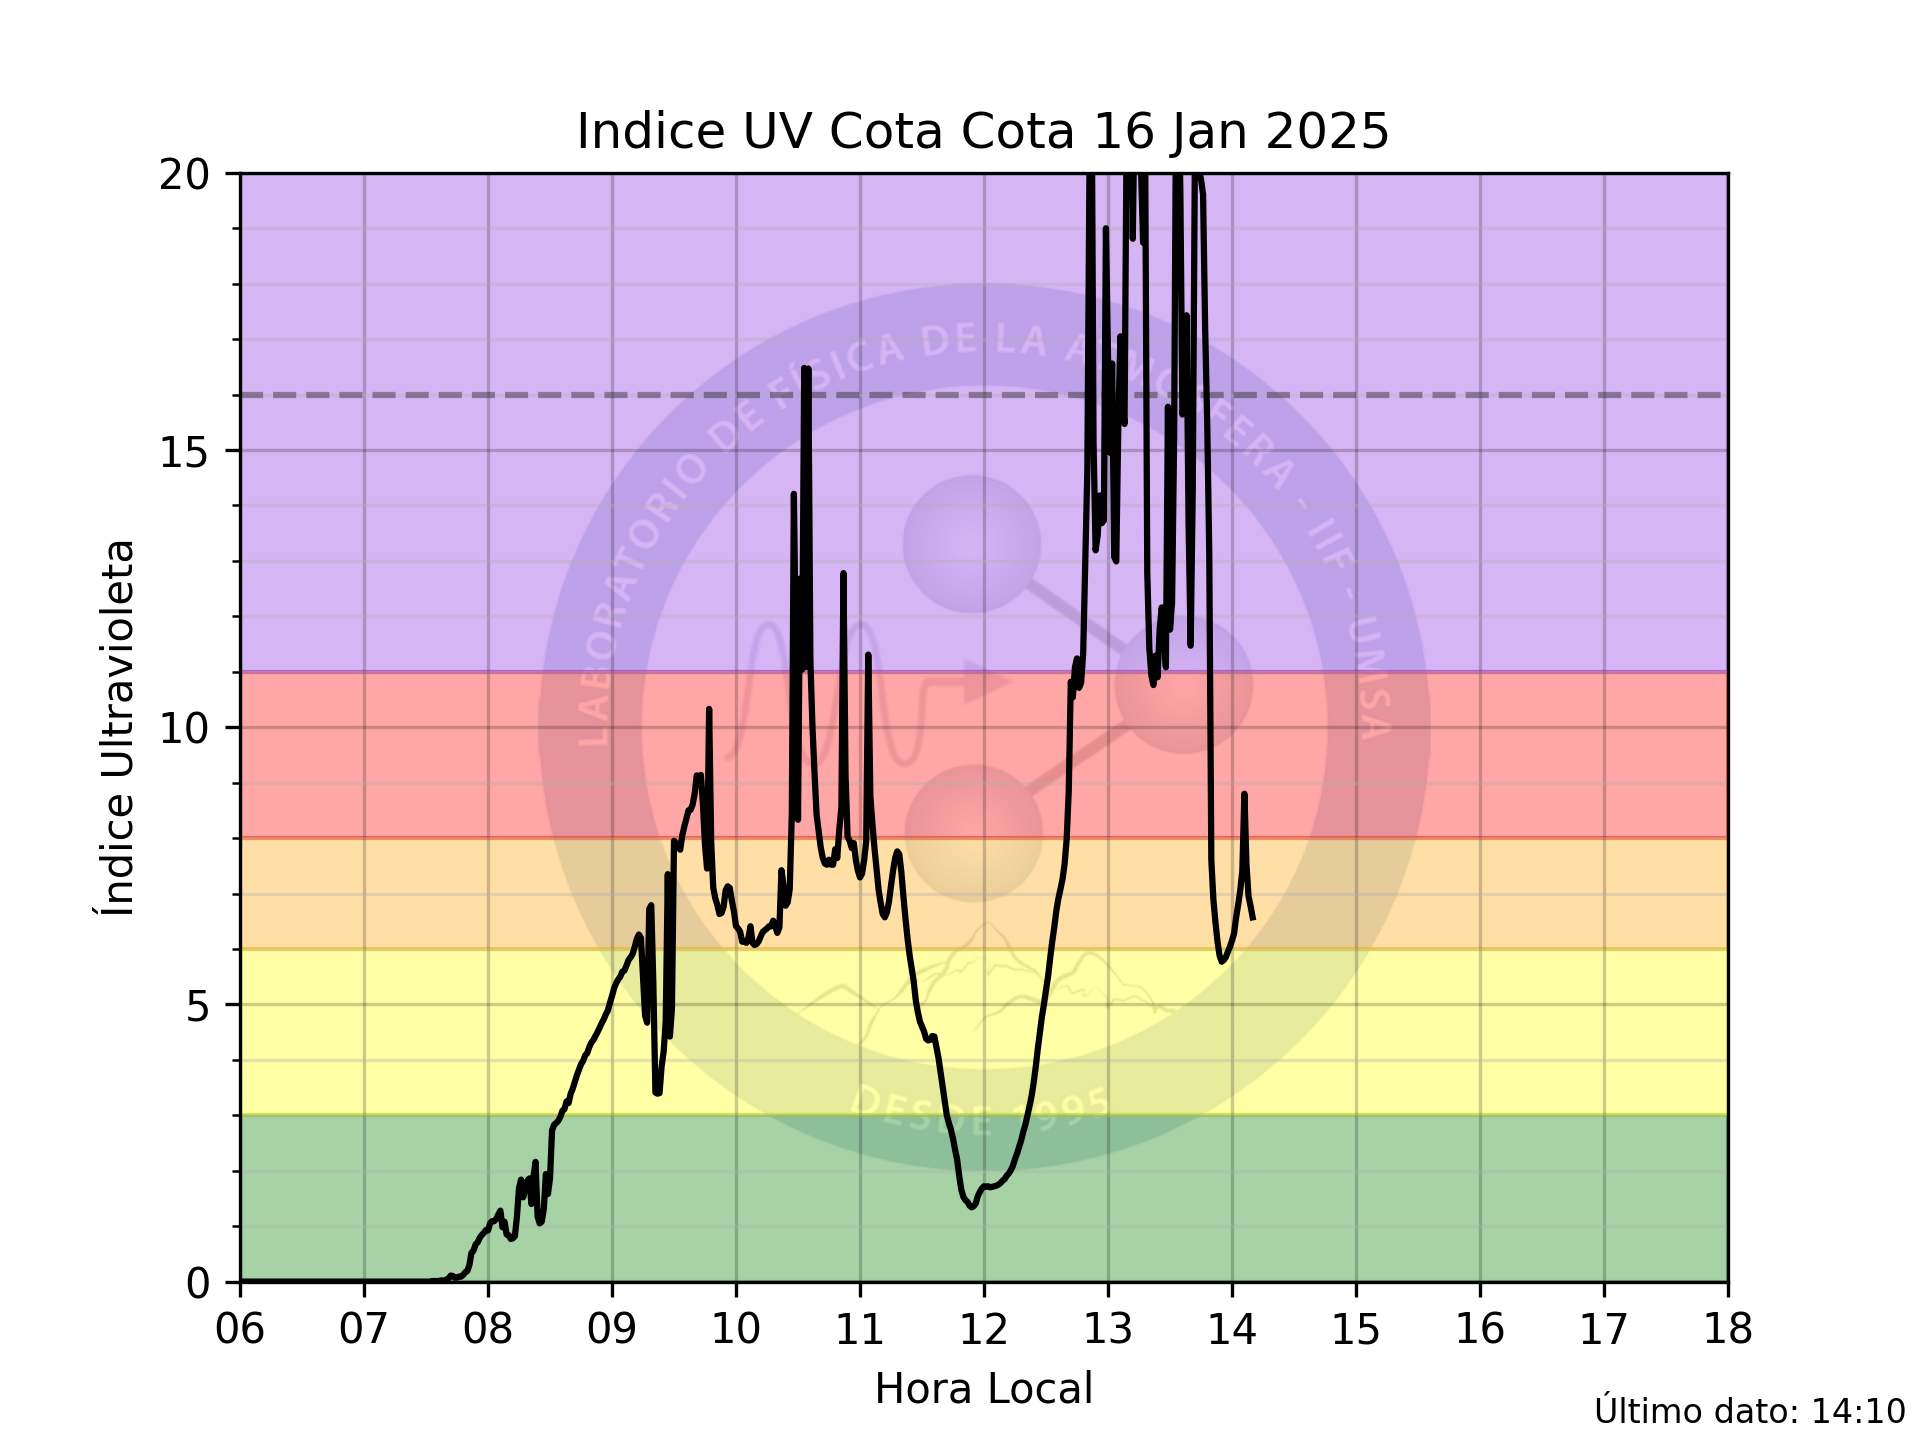 Indice UV Cota Cota 16 Jan 2025
20
15
10
5
0
Índice Ultravioleta
LABORATORIO DE FÍSICA DE LA ATMOSFERA - IIF - UMSA
DESDE 1995
06 07 08 09 10 11 12 13 14 15 16 17 18
Hora Local
Último dato: 14:10